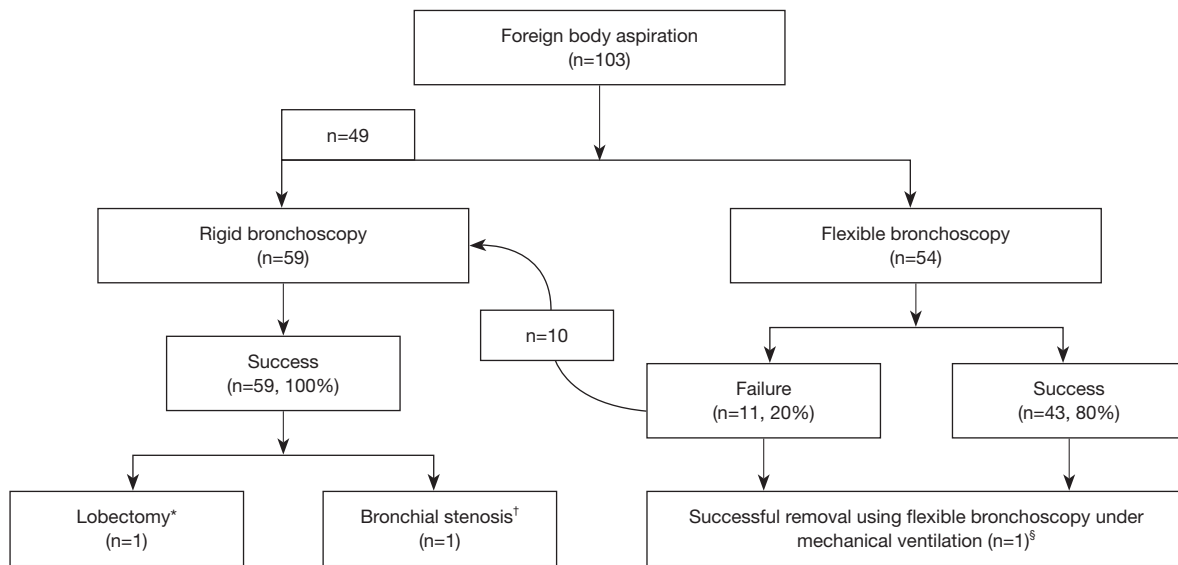 Foreign body aspiration
(n=103)
n=49
Rigid bronchoscopy
(n=59)
Flexible bronchoscopy
(n=54)
n=10
Success
(n=59, 100%)
Failure
(n=11, 20%)
Success
(n=43, 80%)
Lobectomy*
(n=1)
Bronchial stenosis†
(n=1)
Successful removal using flexible bronchoscopy under
mechanical ventilation (n=1)§